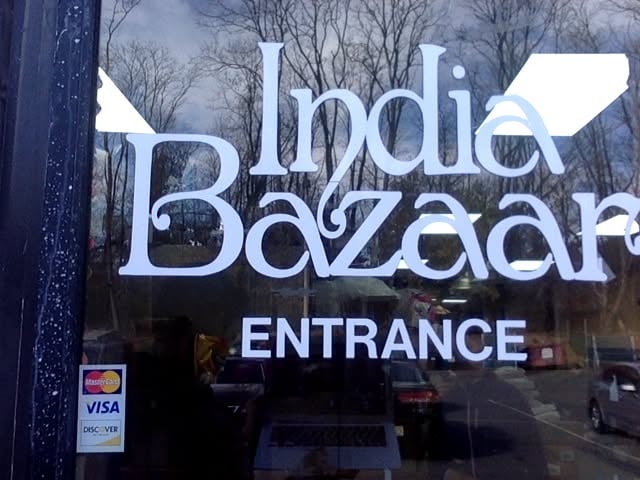 India
Bazaar
ENTRANCE
MasterCard
VISA
DISCOVER